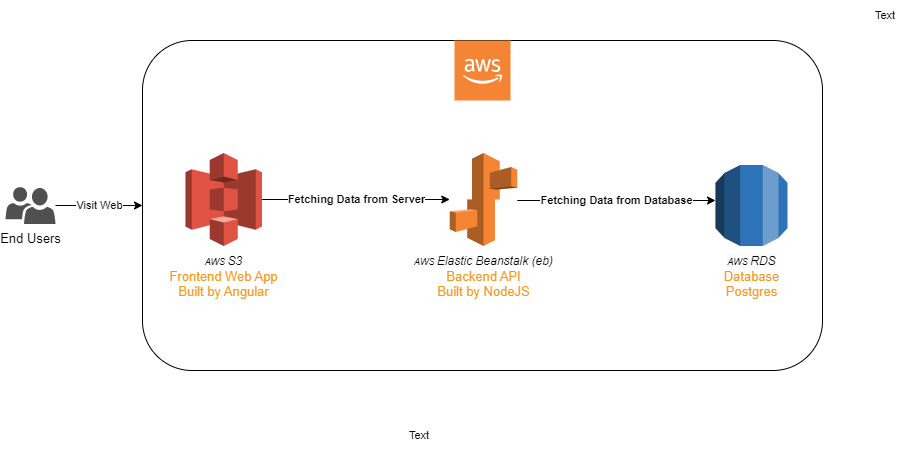 Text
aws
Visit Web
End Users
Fetching Data from Server
Fetching Data from Database
AWS S3
Frontend Web App
Built by Angular
AWS Elastic Beanstalk (eb)
Backend API
Built by NodeJS
AWS RDS
Database
Postgres
Text